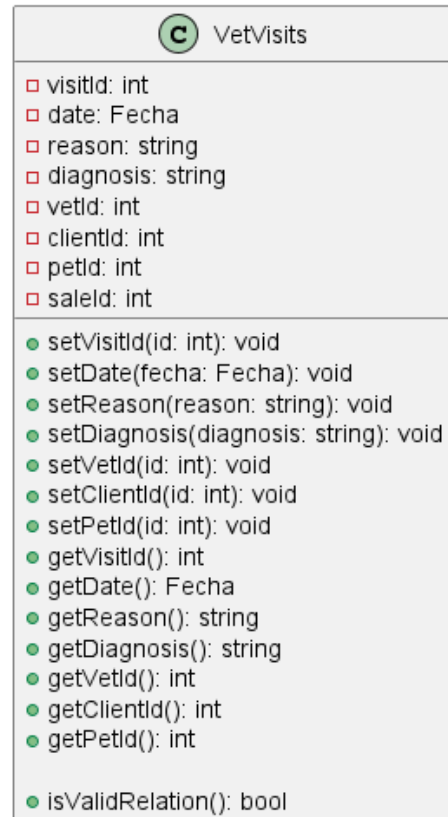 C VetVisits
visitId: int
date: Fecha
reason: string
diagnosis: string
vetId: int
clientId: int
petId: int
saleId: int
setVisitId(id: int): void
setDate(fecha: Fecha): void
setReason(reason: string): void
setDiagnosis(diagnosis: string): void
setVetId(id: int): void
setClientId(id: int): void
setPetId(id: int): void
getVisitId(): int
getDate(): Fecha
getReason(): string
getDiagnosis(): string
getVetId(): int
getClientId(): int
getPetId(): int
isValidRelation(): bool